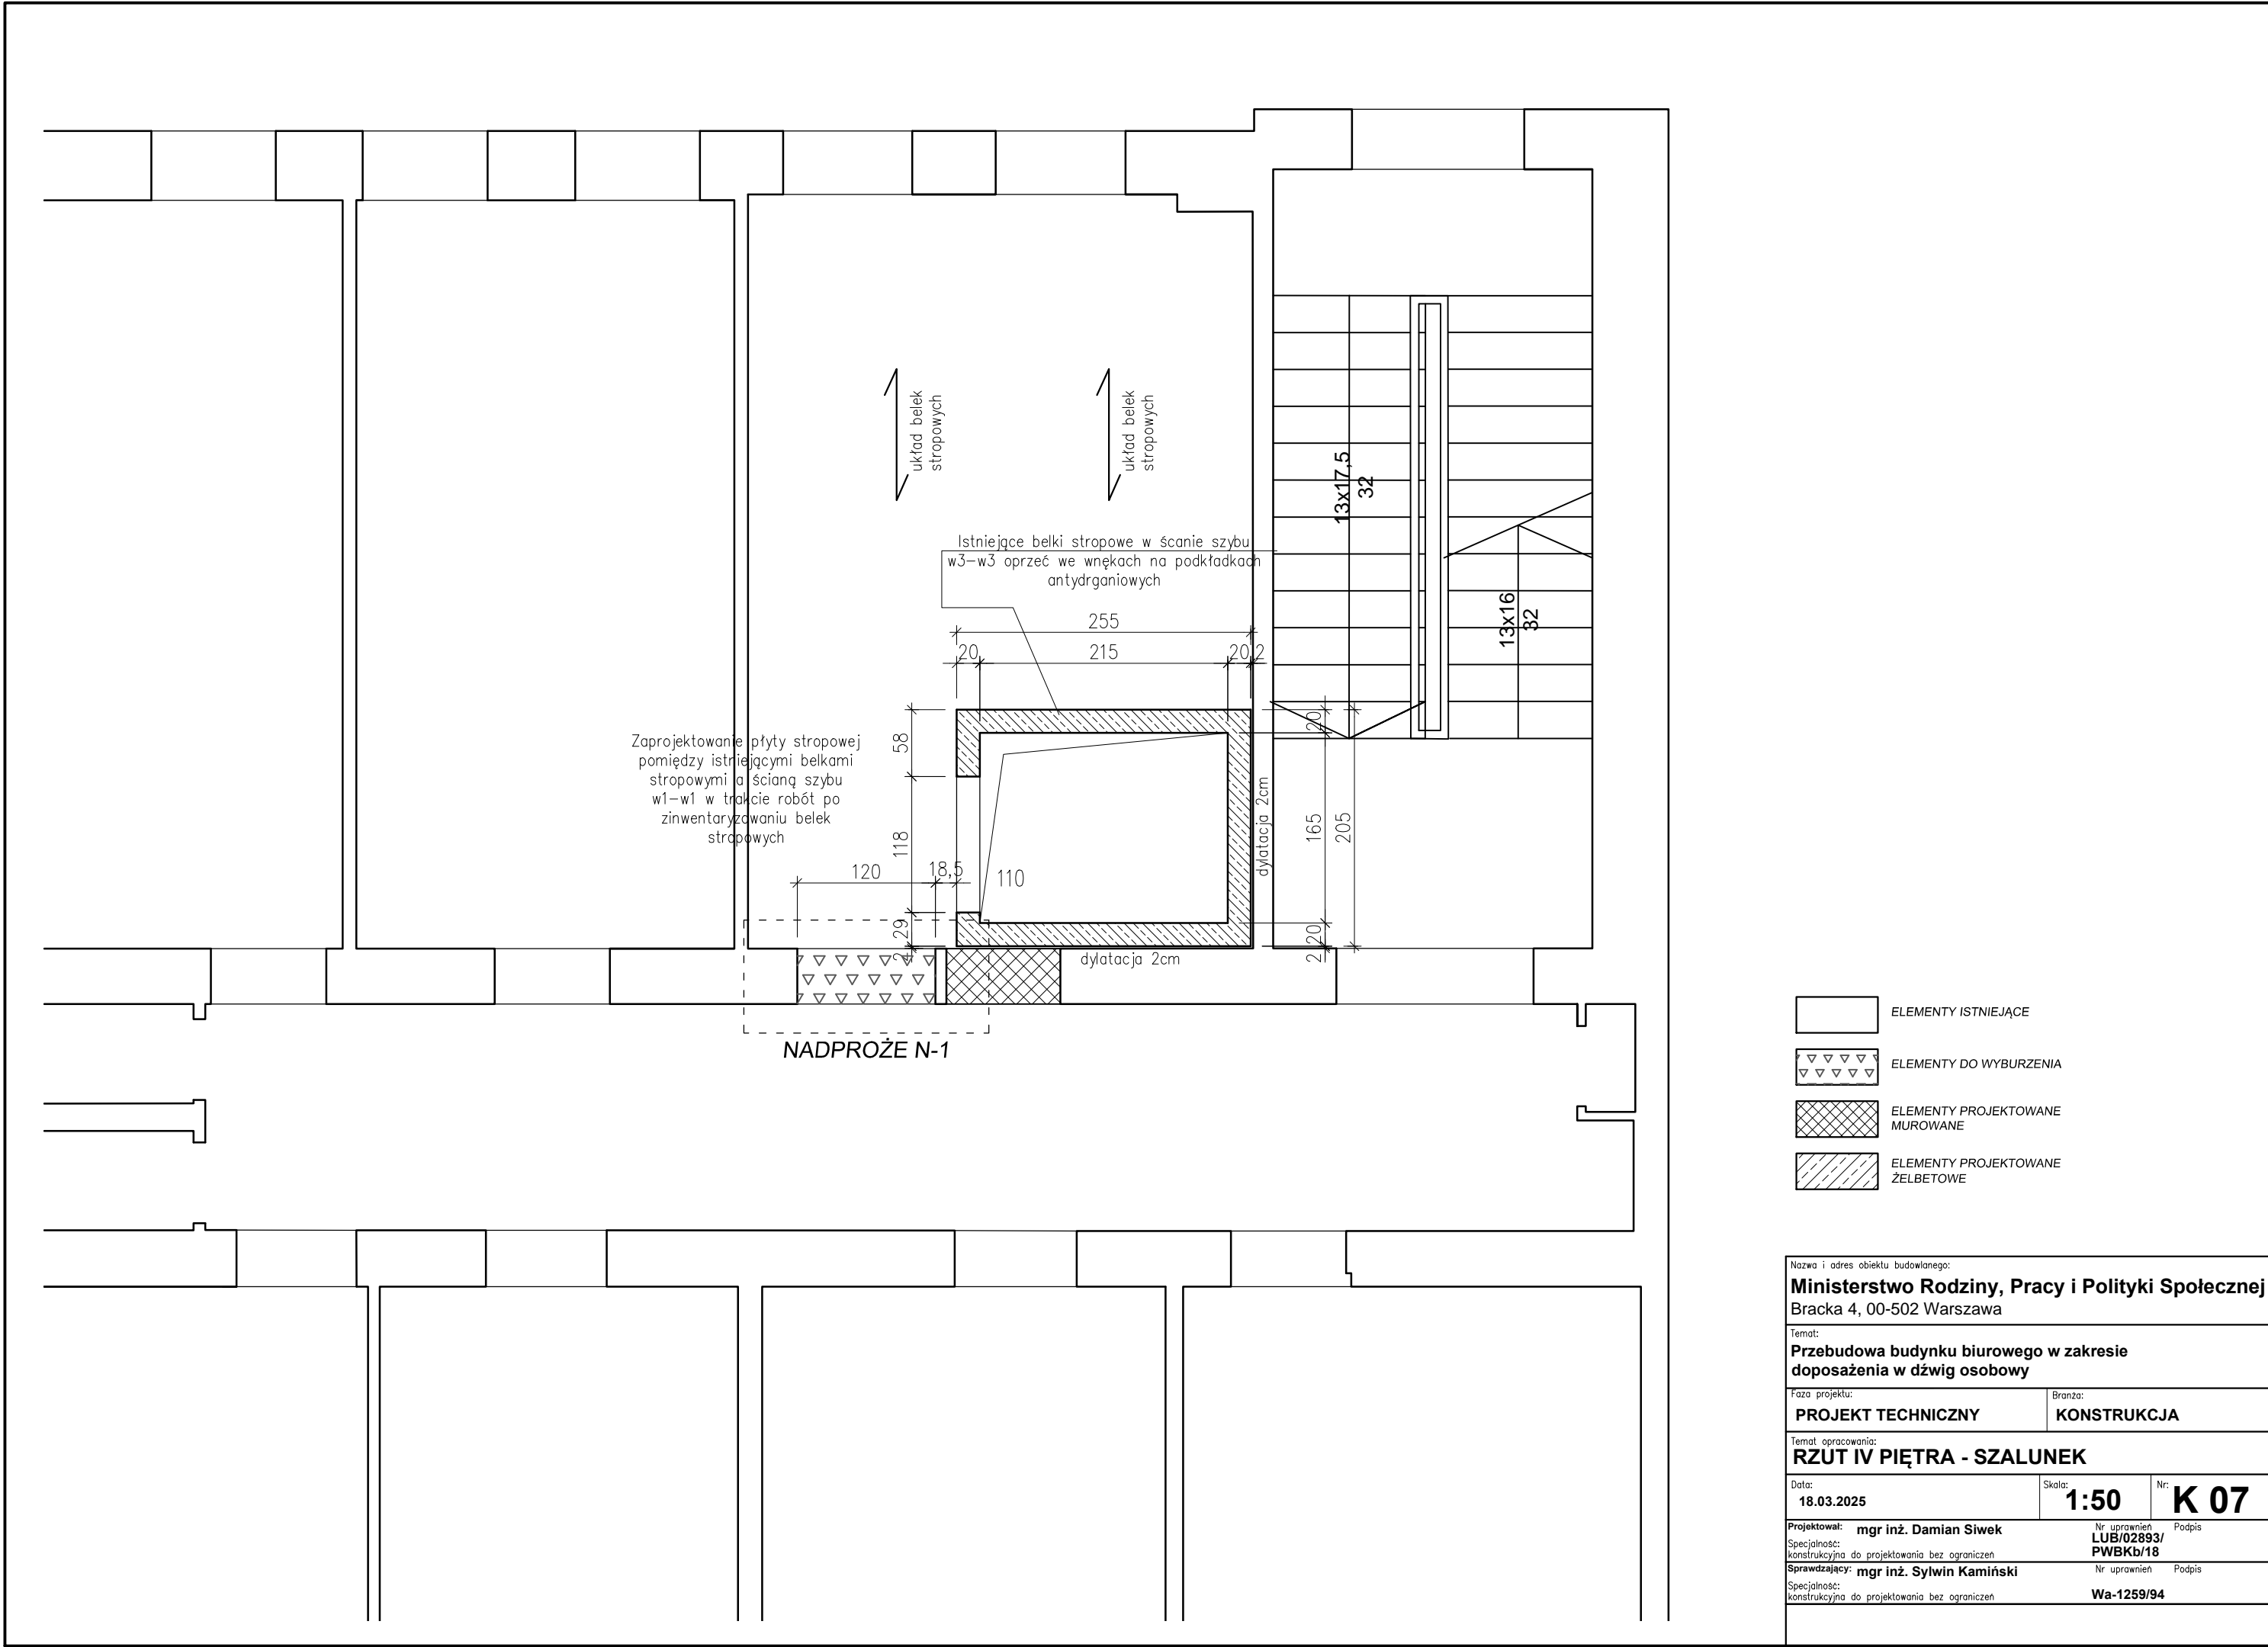 układ belek
stropowych
układ belek
stropowych
13x17,5
32
13x16
32
Istniejące belki stropowe w ścanie szybu
w3-w3 oprzeć we wnękach na podkładkach
antydrganiowych
255
20
215
20
2
Zaprojektowanie płyty stropowej
pomiędzy istniejącymi belkami
stropowymi a ścianą szybu
w1-w1 w trakcie robót po
zinwentaryzowaniu belek
stropowych
58
118
29
2
120
18,5
110
20
165
205
20
2
dylatacja 2cm
dylatacja 2cm
NADPROŻE N-1
ELEMENTY ISTNIEJĄCE
ELEMENTY DO WYBURZENIA
ELEMENTY PROJEKTOWANE
MUROWANE
ELEMENTY PROJEKTOWANE
ŻELBETOWE
Nazwa i adres obiektu budowlanego:
Ministerstwo Rodziny, Pracy i Polityki Społecznej
Bracka 4, 00-502 Warszawa
Temat:
Przebudowa budynku biurowego w zakresie
doposażenia w dźwig osobowy
Faza projektu:
PROJEKT TECHNICZNY
Branża:
KONSTRUKCJA
Temat opracowania:
RZUT IV PIĘTRA - SZALUNEK
Data:
18.03.2025
Skala:
1:50
Nr:
K 07
Projektował: mgr inż. Damian Siwek
Nr uprawnień Podpis
LUB/02893/
PWBKb/18
Specjalność:
konstrukcyjna do projektowania bez ograniczeń
Sprawdzający: mgr inż. Sylwin Kamiński
Nr uprawnień Podpis
Specjalność:
konstrukcyjna do projektowania bez ograniczeń
Wa-1259/94